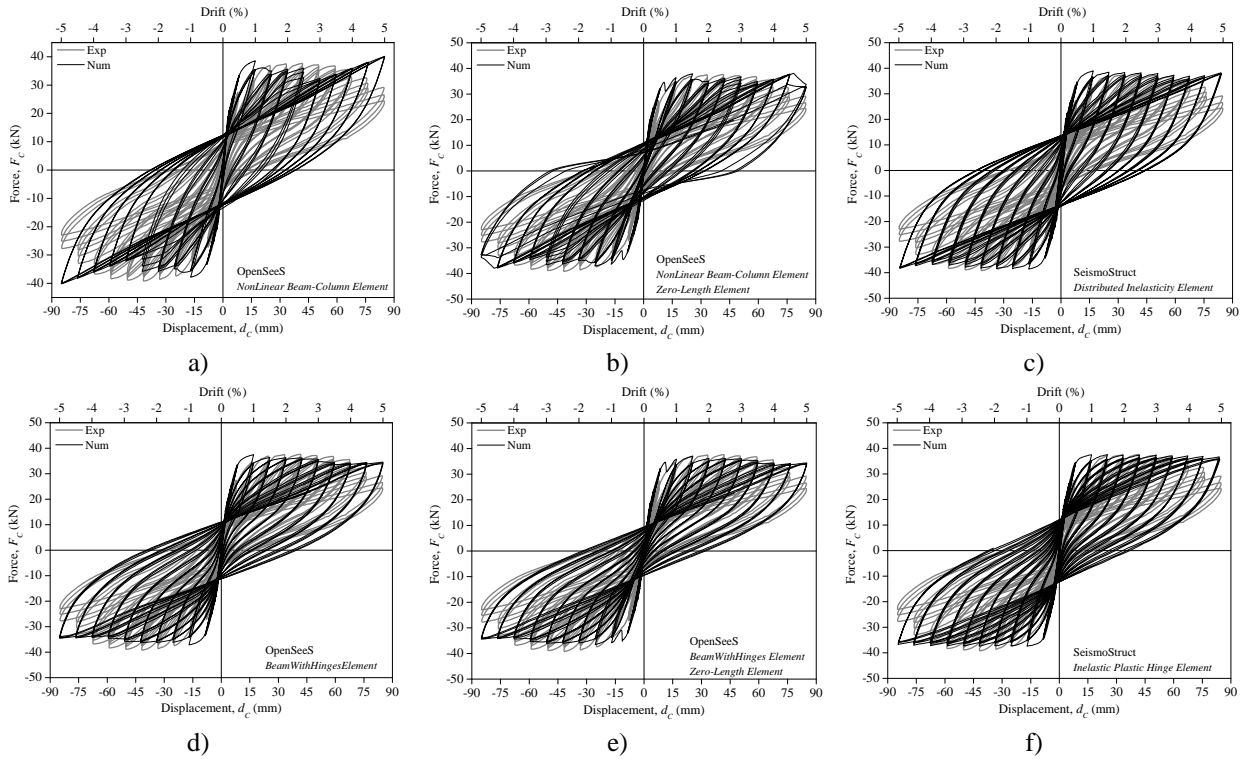 Drift (%)
-5 -4 -3 -2 -1 0 1 2 3 4 5
Exp
Num
Force, F_C (kN)
40
30
20
10
0
-10
-20
-30
-40
OpenSeeS
NonLinear Beam-Column Element
-90 -75 -60 -45 -30 -15 0 15 30 45 60 75 90
Displacement, d_C (mm)
a)
Drift (%)
-5 -4 -3 -2 -1 0 1 2 3 4 5
Exp
Num
Force, F_C (kN)
50
40
30
20
10
0
-10
-20
-30
-40
-50
OpenSeeS
NonLinear Beam-Column Element
Zero-Length Element
-90 -75 -60 -45 -30 -15 0 15 30 45 60 75 90
Displacement, d_C (mm)
b)
Drift (%)
-5 -4 -3 -2 -1 0 1 2 3 4 5
Exp
Num
Force, F_C (kN)
50
40
30
20
10
0
-10
-20
-30
-40
-50
SeismoStruct
Distributed Inelasticity Element
-90 -75 -60 -45 -30 -15 0 15 30 45 60 75 90
Displacement, d_C (mm)
c)
Drift (%)
-5 -4 -3 -2 -1 0 1 2 3 4 5
Exp
Num
Force, F_C (kN)
50
40
30
20
10
0
-10
-20
-30
-40
-50
OpenSeeS
BeamWithHingesElement
-90 -75 -60 -45 -30 -15 0 15 30 45 60 75 90
Displacement, d_C (mm)
d)
Drift (%)
-5 -4 -3 -2 -1 0 1 2 3 4 5
Exp
Num
Force, F_C (kN)
50
40
30
20
10
0
-10
-20
-30
-40
-50
OpenSeeS
BeamWithHinges Element
Zero-Length Element
-90 -75 -60 -45 -30 -15 0 15 30 45 60 75 90
Displacement, d_C (mm)
e)
Drift (%)
-5 -4 -3 -2 -1 0 1 2 3 4 5
Exp
Num
Force, F_C (kN)
50
40
30
20
10
0
-10
-20
-30
-40
-50
SeismoStruct
Inelastic Plastic Hinge Element
-90 -75 -60 -45 -30 -15 0 15 30 45 60 75 90
Displacement, d_C (mm)
f)